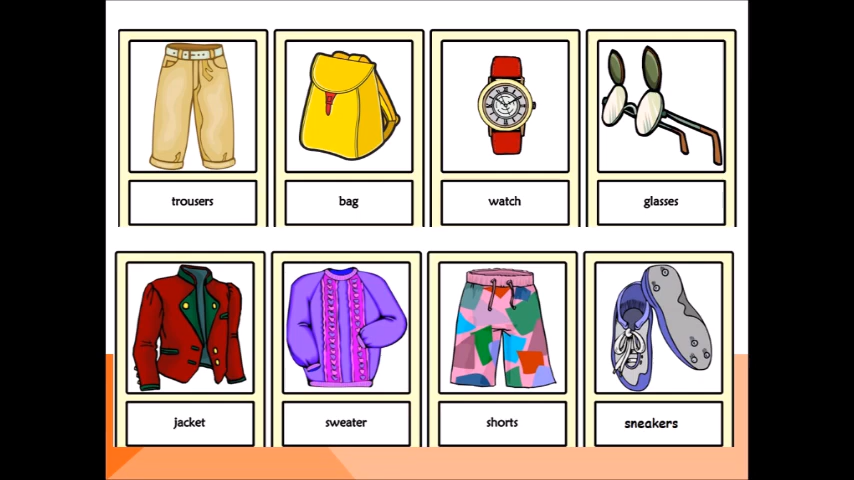 trousers
bag
watch
glasses
jacket
sweater
shorts
sneakers